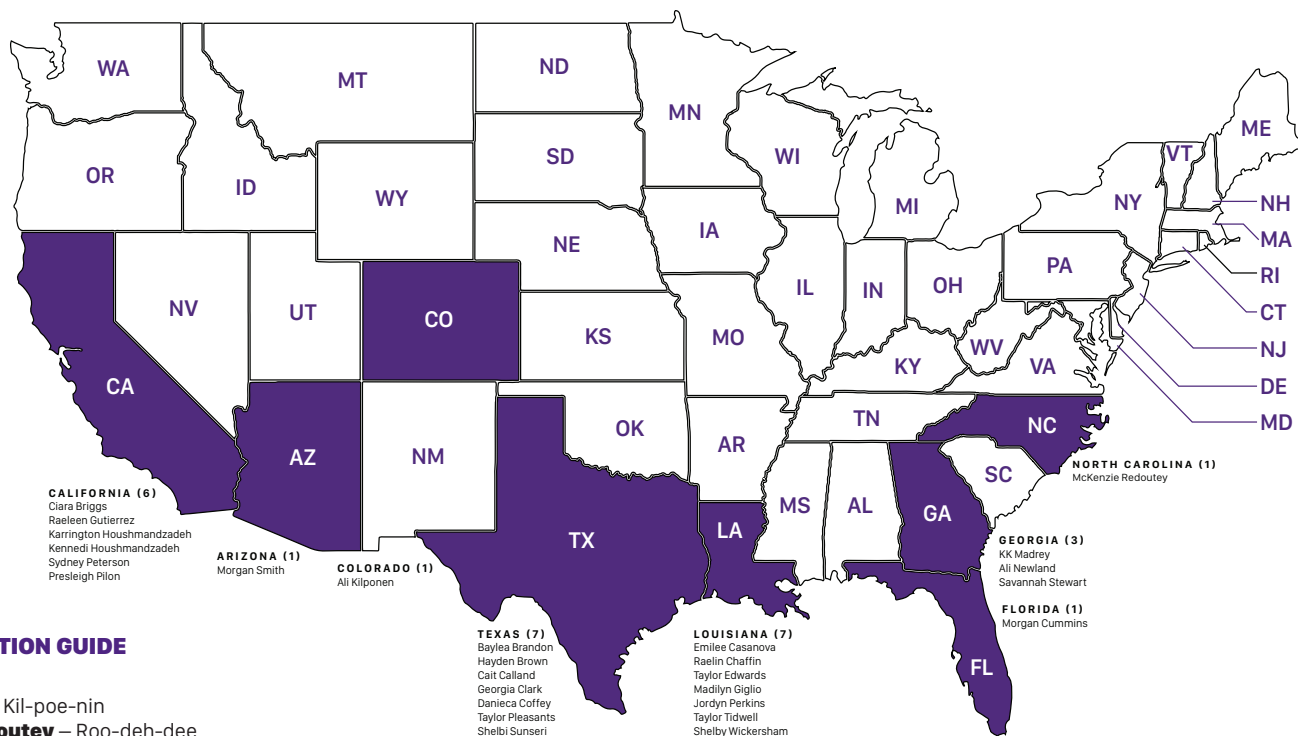 WA
MT
ND
MN
OR
ID
WY
SD
WI
MI
NY
VT
ME
NH
MA
RI
CT
NJ
DE
MD
NV
UT
CO
NE
IA
KS
MO
IL
IN
OH
PA
WV
VA
KY
CA
AZ
NM
OK
AR
TN
NC
SC
TX
LA
MS
AL
GA
FL
CALIFORNIA (6)
Ciara Briggs
Raeleen Gutierrez
Karrington Houshmandzadeh
Kennedi Houshmandzadeh
Sydney Peterson
Presleigh Pilon
ARIZONA (1)
Morgan Smith
COLORADO (1)
Ali Kilponen
TEXAS (7)
Baylea Brandon
Hayden Brown
Cait Calland
Georgia Clark
Danieca Coffey
Taylor Pleasants
Shelbi Sunseri
LOUISIANA (7)
Emilee Casanova
Raelin Chaffin
Taylor Edwards
Madilyn Giglio
Jordyn Perkins
Taylor Tidwell
Shelby Wickersham
NORTH CAROLINA (1)
McKenzie Redoutey
GEORGIA (3)
KK Madrey
Ali Newland
Savannah Stewart
FLORIDA (1)
Morgan Cummins
TION GUIDE
Kil-poe-nin
outey – Roo-deh-dee